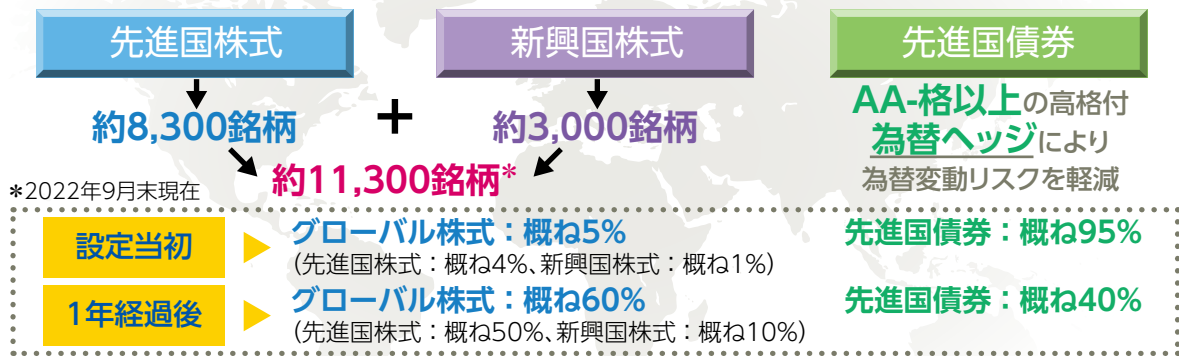 先進国株式
新興国株式
先進国債券
約8,300銘柄
+
約3,000銘柄
約11,300銘柄*
*2022年9月末現在
AA-格以上の高格付
為替ヘッジにより
為替変動リスクを軽減
設定当初
グローバル株式:概ね5%
(先進国株式:概ね4%、新興国株式:概ね1%)
先進国債券:概ね95%
1年経過後
グローバル株式:概ね60%
(先進国株式:概ね50%、新興国株式:概ね10%)
先進国債券:概ね40%